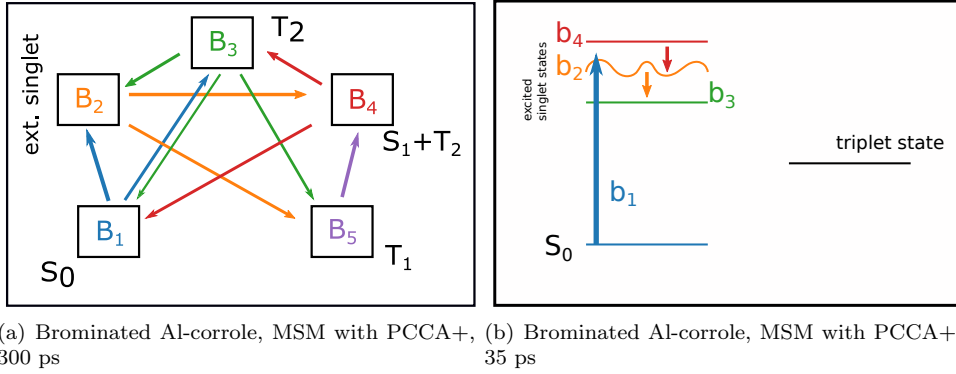 ext. singlet
B3
T2
B2
B4
S1+T2
B1
B5
S0
T1
excited
singlet states
b4
b2
b3
triplet state
b1
S0
(a) Brominated Al-corrole, MSM with PCCA+,
300 ps
(b) Brominated Al-corrole, MSM with PCCA+
35 ps